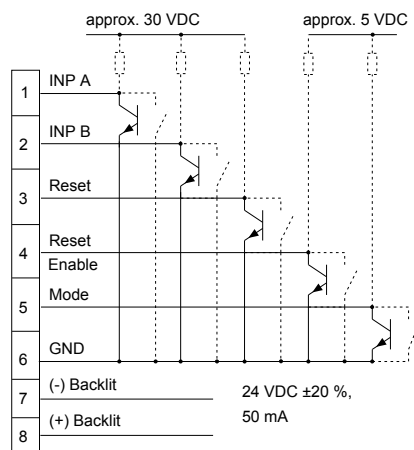 approx. 30 VDC approx. 5 VDC
1 INP A
2 INP B
3 Reset
4 Reset
Enable
5 Mode
6 GND
7 (-) Backlit 24 VDC ±20 %,
8 (+) Backlit 50 mA